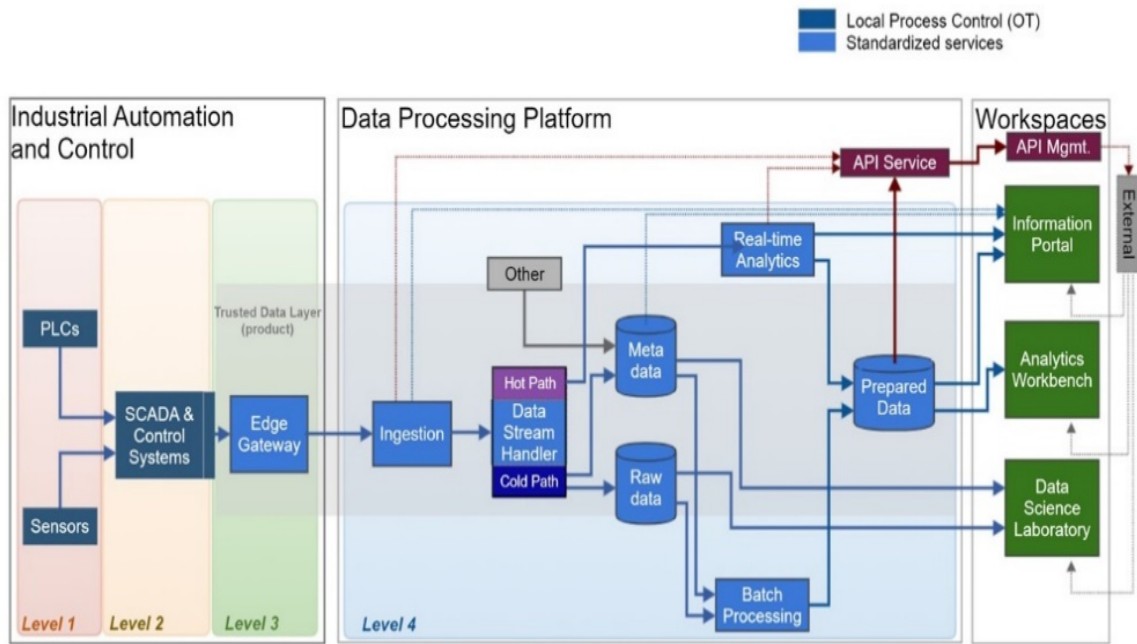 Local Process Control (OT)
Standardized services
Industrial Automation
and Control
Data Processing Platform
Workspaces
API Service
API Mgmt.
External
Information
Portal
Real-time
Analytics
Other
Trusted Data Layer
(product)
PLCs
Meta
data
Analytics
Workbench
Prepared
Data
Hot Path
Data
Stream
Handler
Cold Path
SCADA &
Control
Systems
Edge
Gateway
Ingestion
Raw
data
Data
Science
Laboratory
Sensors
Batch
Processing
Level 1
Level 2
Level 3
Level 4